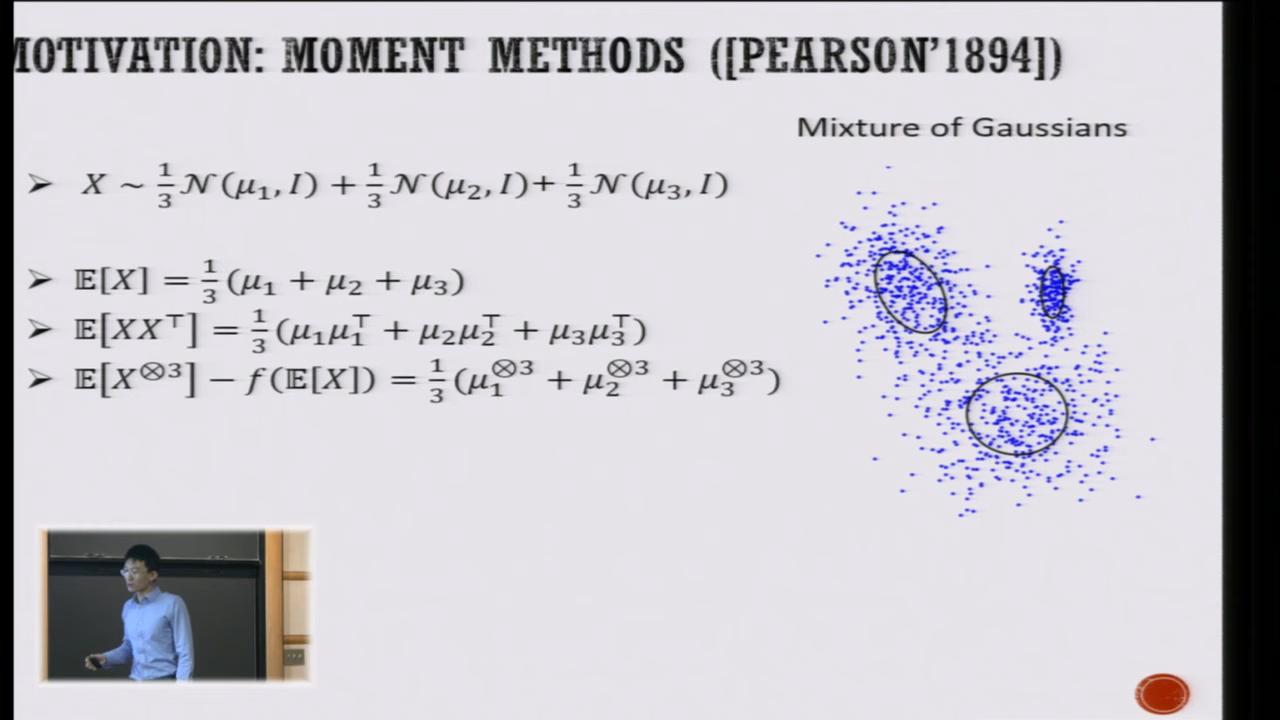 MOTIVATION: MOMENT METHODS ([PEARSON'1894])
Mixture of Gaussians
➢ X ~ 1/3 𝒩(μ₁, I) + 1/3 𝒩(μ₂, I)+ 1/3 𝒩(μ₃, I)
➢ 𝔼[X] = 1/3 (μ₁ + μ₂ + μ₃)
➢ 𝔼[XX⊤] = 1/3 (μ₁μ₁⊤ + μ₂μ₂⊤ + μ₃μ₃⊤)
➢ 𝔼[X^⊗3] − f(𝔼[X]) = 1/3 (μ₁^⊗3 + μ₂^⊗3 + μ₃^⊗3)